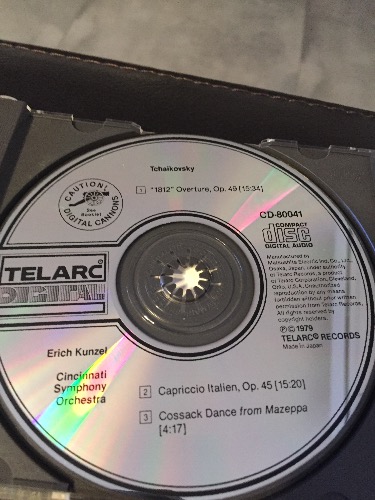 Tchaikovsky
1 "1812" Overture, Op. 49 [15:34]
CAUTION!
See
Booklet
DIGITAL CANNONS
CD-80041
COMPACT
disc
DIGITAL AUDIO
TELARC®
DIGITAL
Manufactured by
Matsushita Electric Ind. Co., Ltd.,
Osaka, Japan, under authority
of Telarc Records, a product
of Telarc Corporation, Cleveland,
Ohio, U.S.A. Unauthorized
reproduction by any means is
forbidden without prior written
permission from Telarc Records.
All rights reserved by
copyright holders.
℗ © 1979
TELARC® RECORDS
Made in Japan
Erich Kunzel
Cincinnati
Symphony
Orchestra
2 Capriccio Italien, Op. 45 [15:20]
3 Cossack Dance from Mazeppa
[4:17]